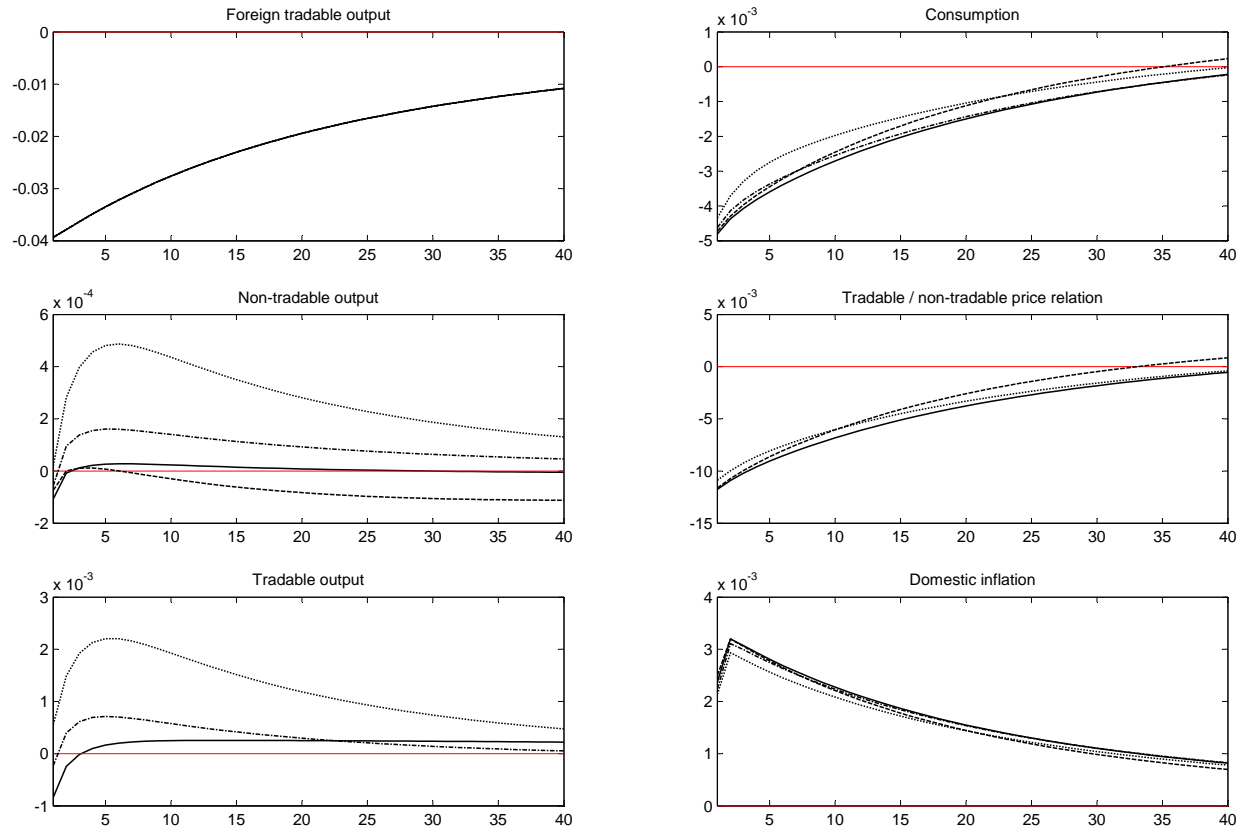 Foreign tradable output
0
-0.01
-0.02
-0.03
-0.04
5 10 15 20 25 30 35 40
Consumption
x 10^-3
1
0
-1
-2
-3
-4
-5
5 10 15 20 25 30 35 40
Non-tradable output
x 10^-4
6
4
2
0
-2
5 10 15 20 25 30 35 40
Tradable / non-tradable price relation
x 10^-3
5
0
-5
-10
-15
5 10 15 20 25 30 35 40
Tradable output
x 10^-3
3
2
1
0
-1
5 10 15 20 25 30 35 40
Domestic inflation
x 10^-3
4
3
2
1
0
5 10 15 20 25 30 35 40